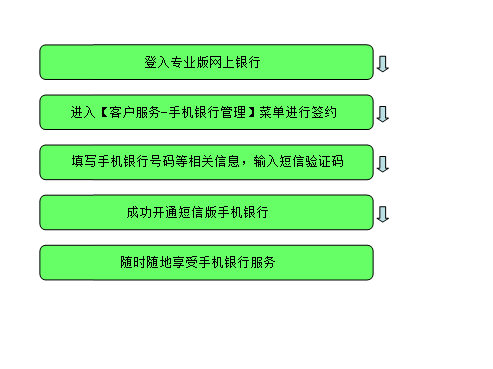 登入专业版网上银行
进入【客户服务-手机银行管理】菜单进行签约
填写手机银行号码等相关信息，输入短信验证码
成功开通短信版手机银行
随时随地享受手机银行服务